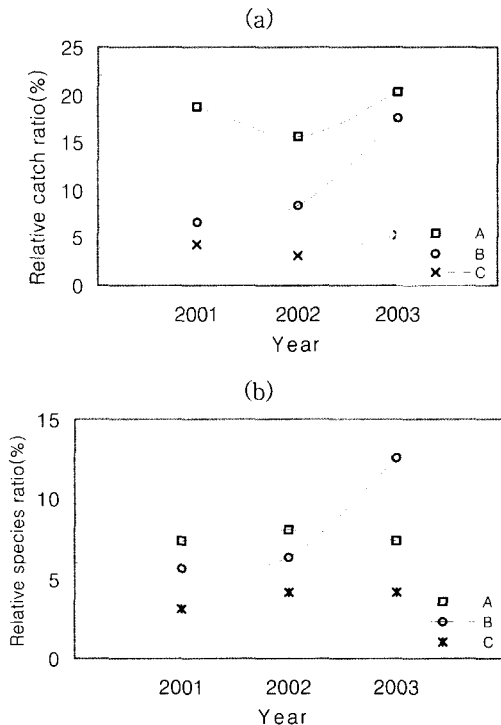 (a)
Relative catch ratio(%)
25
20
15
10
5
0
A
B
C
2001 2002 2003
Year
(b)
Relative species ratio(%)
15
10
5
0
A
B
C
2001 2002 2003
Year